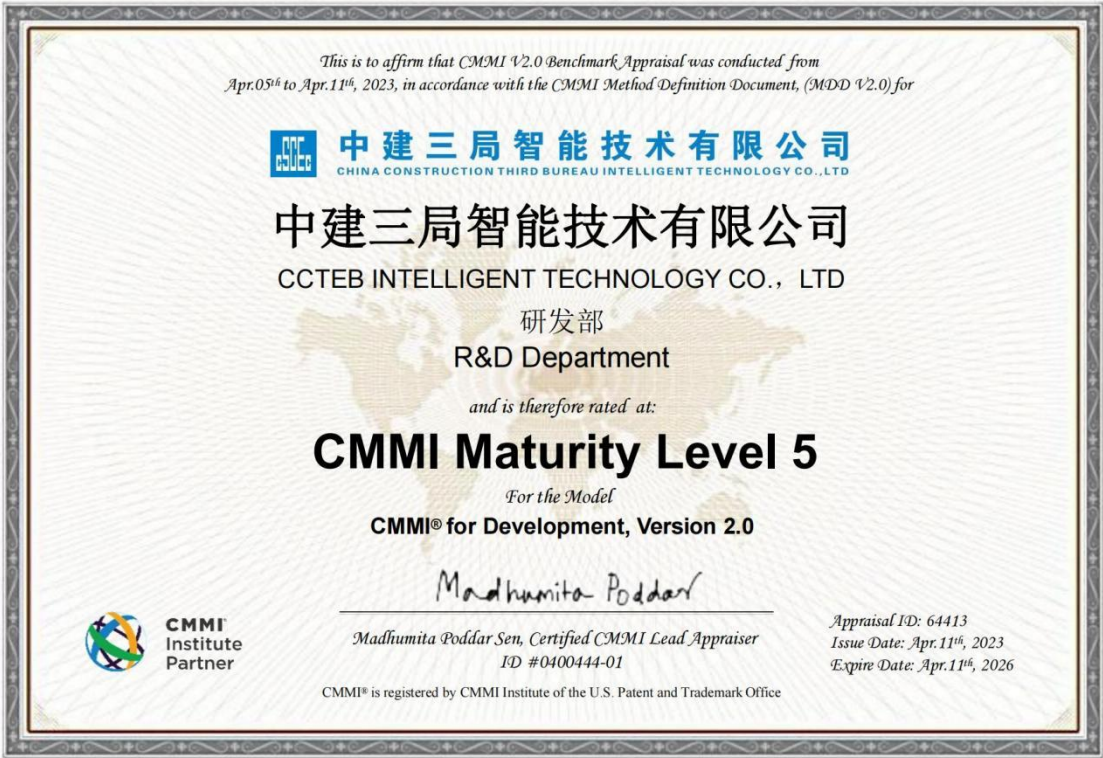 This is to affirm that CMMI V2.0 Benchmark Appraisal was conducted from
Apr.05th to Apr.11th, 2023, in accordance with the CMMI Method Definition Document, (MDD V2.0) for
CSCEC
中建三局智能技术有限公司
CHINA CONSTRUCTION THIRD BUREAU INTELLIGENT TECHNOLOGY CO.,LTD
中建三局智能技术有限公司
CCTEB INTELLIGENT TECHNOLOGY CO.，LTD
研发部
R&D Department
and is therefore rated at:
CMMI Maturity Level 5
For the Model
CMMI® for Development, Version 2.0
Madhumita Poddar
Madhumita Poddar Sen, Certified CMMI Lead Appraiser
ID #0400444-01
CMMI® is registered by CMMI Institute of the U.S. Patent and Trademark Office
CMMI
Institute
Partner
Appraisal ID: 64413
Issue Date: Apr.11th, 2023
Expire Date: Apr.11th, 2026